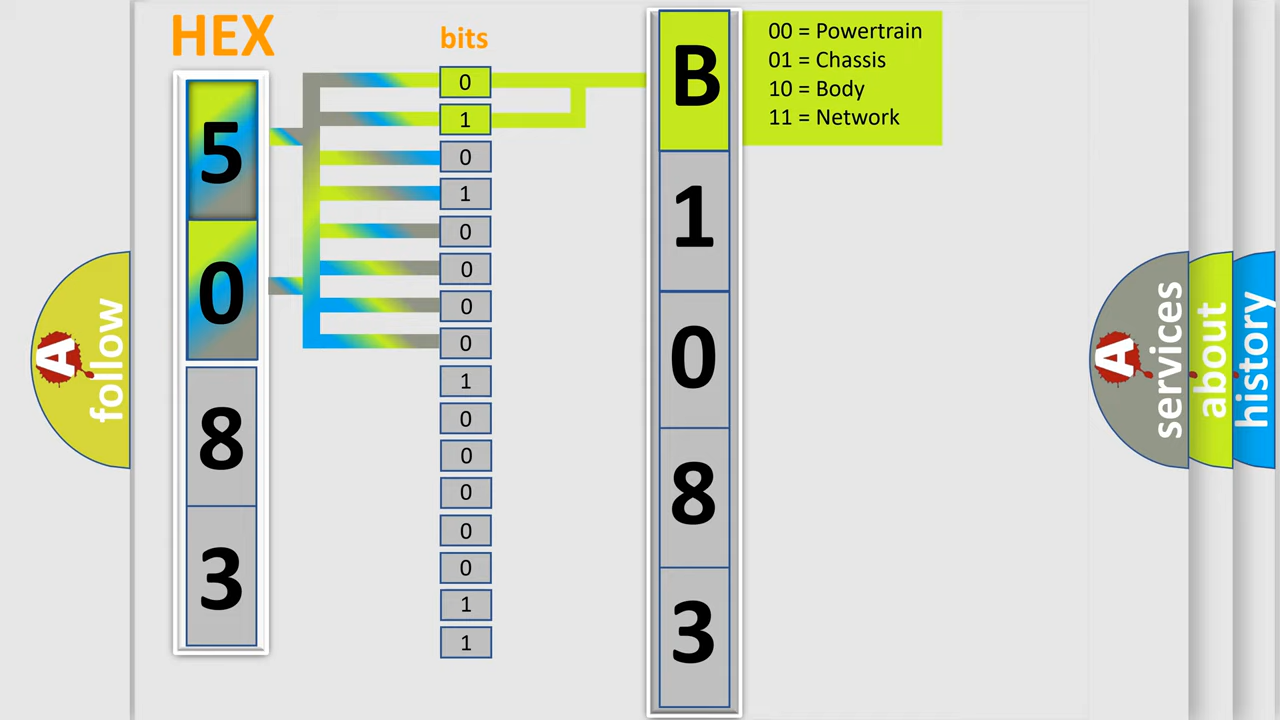 HEX
bits
5
0
8
3
0
1
0
1
0
0
0
0
1
0
0
0
0
0
1
1
B
1
0
8
3
00 = Powertrain
01 = Chassis
10 = Body
11 = Network
A
follow
A
services
about
history